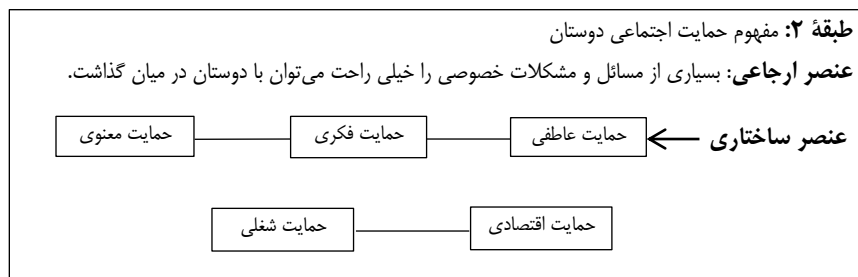 طبقۀ ۲: مفهوم حمایت اجتماعی دوستان
عنصر ارجاعی: بسیاری از مسائل و مشکلات خصوصی را خیلی راحت می‌توان با دوستان در میان گذاشت.
عنصر ساختاری حمایت عاطفی حمایت فکری حمایت معنوی
حمایت اقتصادی حمایت شغلی